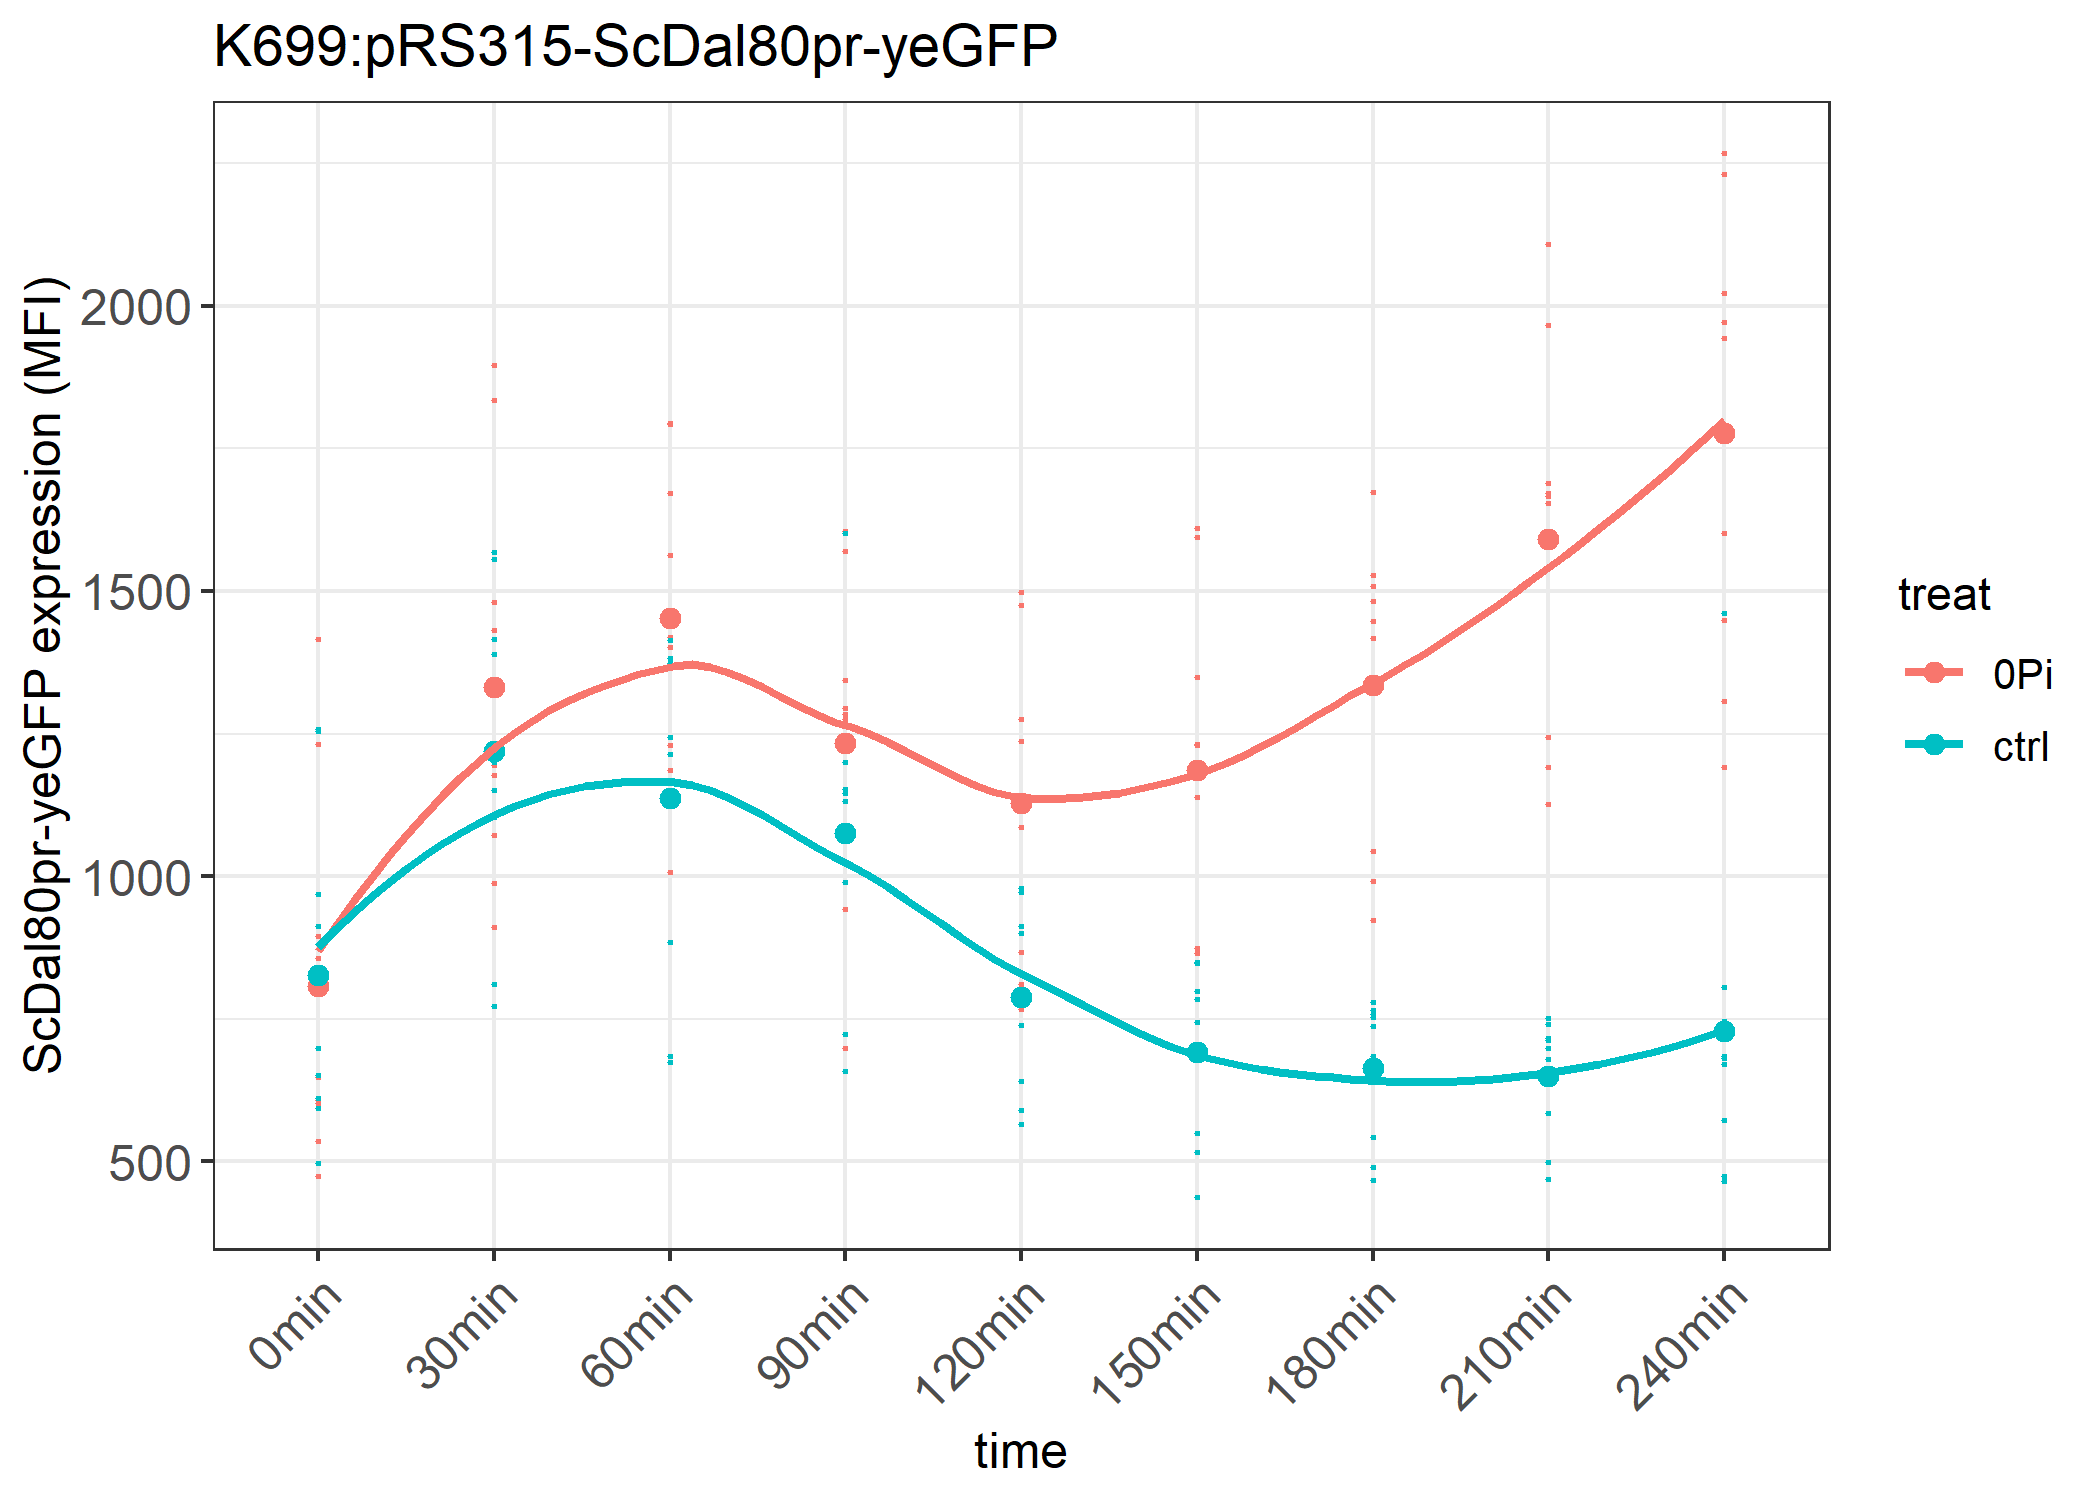 K699:pRS315-ScDal80pr-yeGFP
ScDal80pr-yeGFP expression (MFI)
2000
1500
1000
500
0min
30min
60min
90min
120min
150min
180min
210min
240min
time
treat
0Pi
ctrl